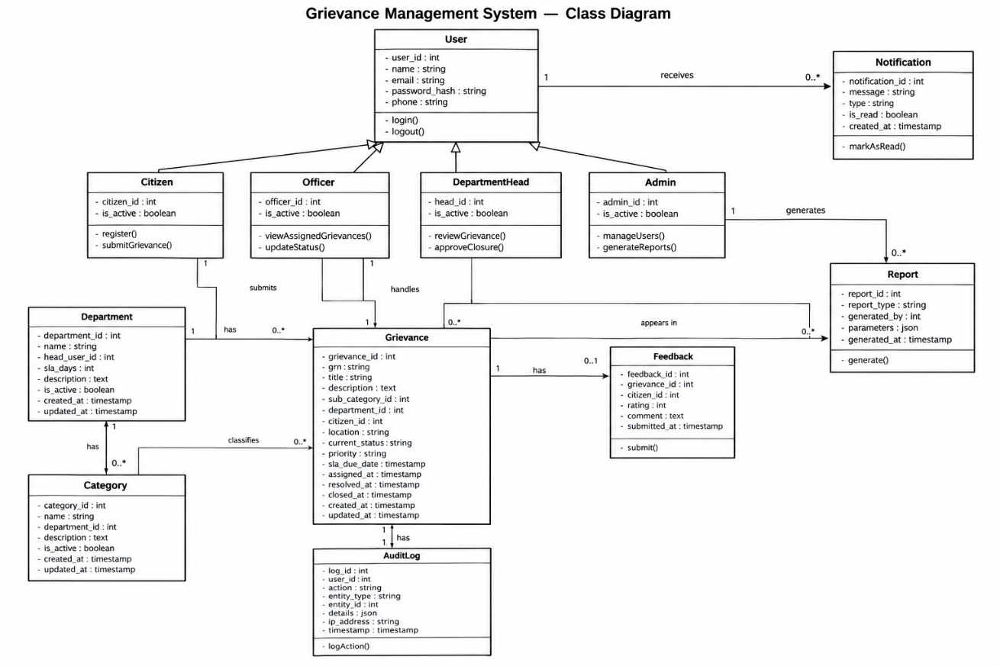 Grievance Management System — Class Diagram
User
- user_id : int
- name : string
- email : string
- password_hash : string
- phone : string
- login()
- logout()
1
receives
0..*
Notification
- notification_id : int
- message : string
- type : string
- is_read : boolean
- created_at : timestamp
- markAsRead()
Citizen
- citizen_id : int
- is_active : boolean
- register()
- submitGrievance()
1
Officer
- officer_id : int
- is_active : boolean
- viewAssignedGrievances()
- updateStatus()
1
DepartmentHead
- head_id : int
- is_active : boolean
- reviewGrievance()
- approveClosure()
Admin
- admin_id : int
- is_active : boolean
- manageUsers()
- generateReports()
1
generates
0..*
submits
handles
1
0..*
Report
- report_id : int
- report_type : string
- generated_by : int
- parameters : json
- generated_at : timestamp
- generate()
appears in
0..*
Department
- department_id : int
- name : string
- head_user_id : int
- sla_days : int
- description : text
- is_active : boolean
- created_at : timestamp
- updated_at : timestamp
1
has
0..*
Grievance
- grievance_id : int
- grn : string
- title : string
- description : text
- sub_category_id : int
- department_id : int
- citizen_id : int
- location : string
- current_status : string
- priority : string
- sla_due_date : timestamp
- assigned_at : timestamp
- resolved_at : timestamp
- closed_at : timestamp
- created_at : timestamp
- updated_at : timestamp
1
has
0..1
Feedback
- feedback_id : int
- grievance_id : int
- citizen_id : int
- rating : int
- comment : text
- submitted_at : timestamp
- submit()
1
has
0..*
classifies
0..*
Category
- category_id : int
- name : string
- department_id : int
- description : text
- is_active : boolean
- created_at : timestamp
- updated_at : timestamp
1
has
1
AuditLog
- log_id : int
- user_id : int
- action : string
- entity_type : string
- entity_id : int
- details : json
- ip_address : string
- timestamp : timestamp
- logAction()